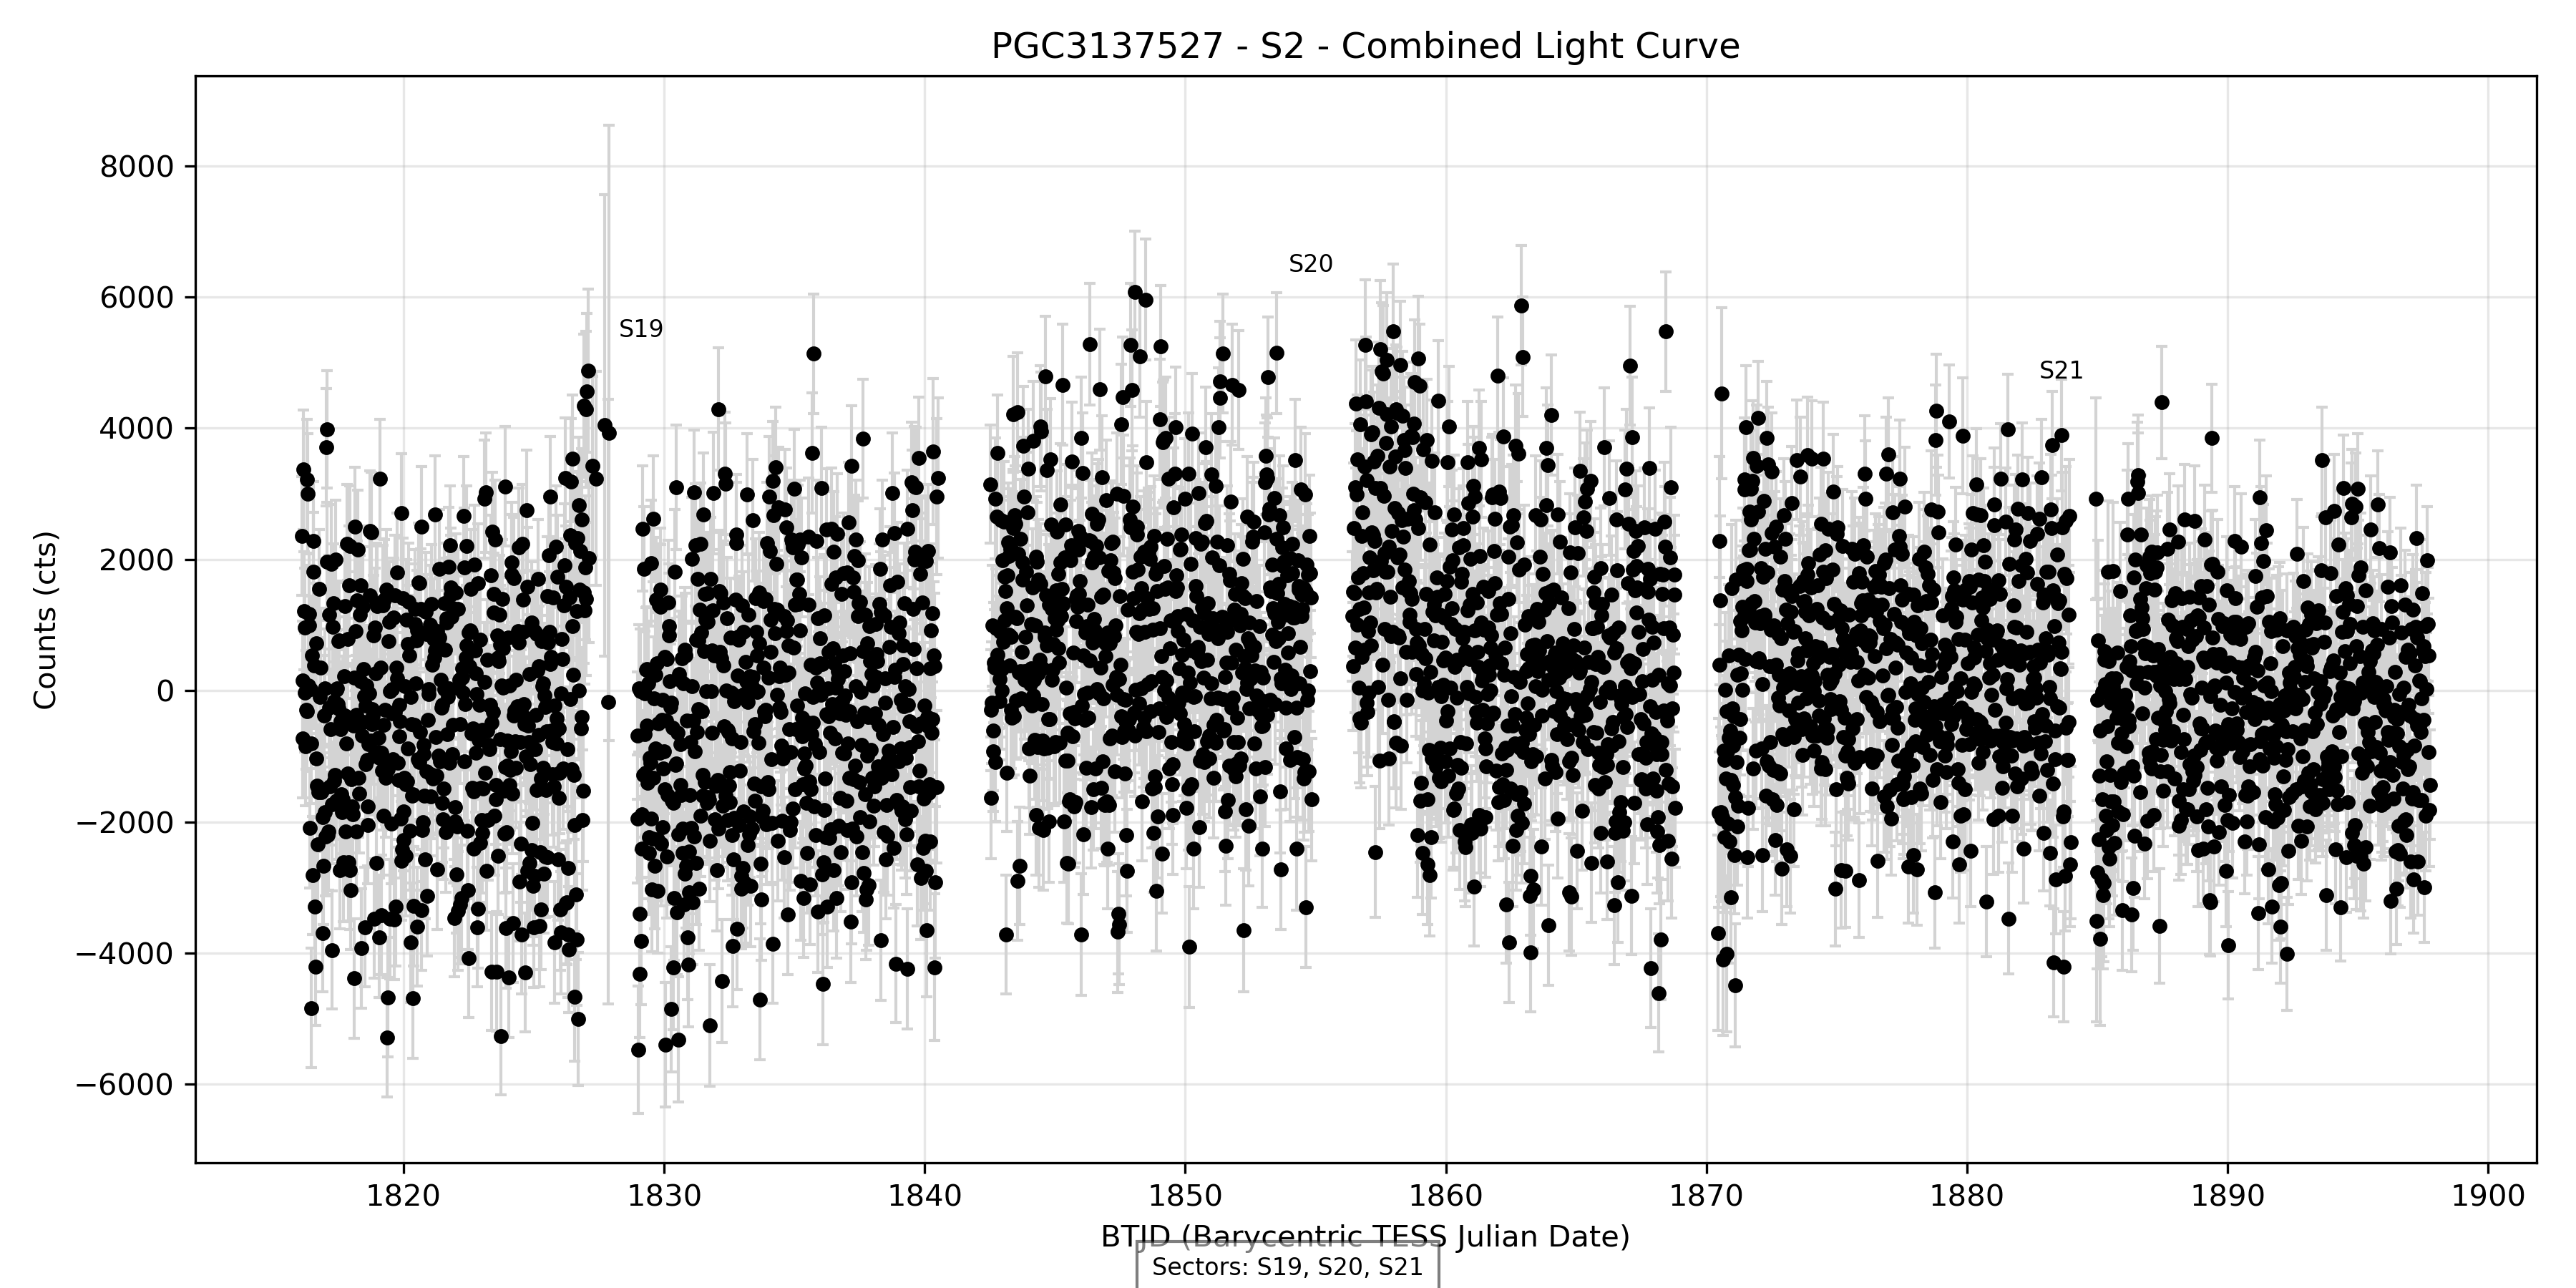 PGC3137527 - S2 - Combined Light Curve
Counts (cts)
8000
6000
4000
2000
0
−2000
−4000
−6000
S19
S20
S21
1820 1830 1840 1850 1860 1870 1880 1890 1900
BTJD (Barycentric TESS Julian Date)
Sectors: S19, S20, S21